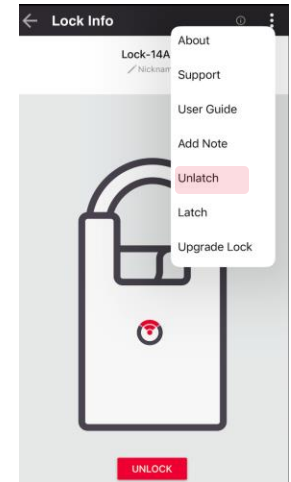 Lock Info
Lock-14A
Nicknam
About
Support
User Guide
Add Note
Unlatch
Latch
Upgrade Lock
UNLOCK